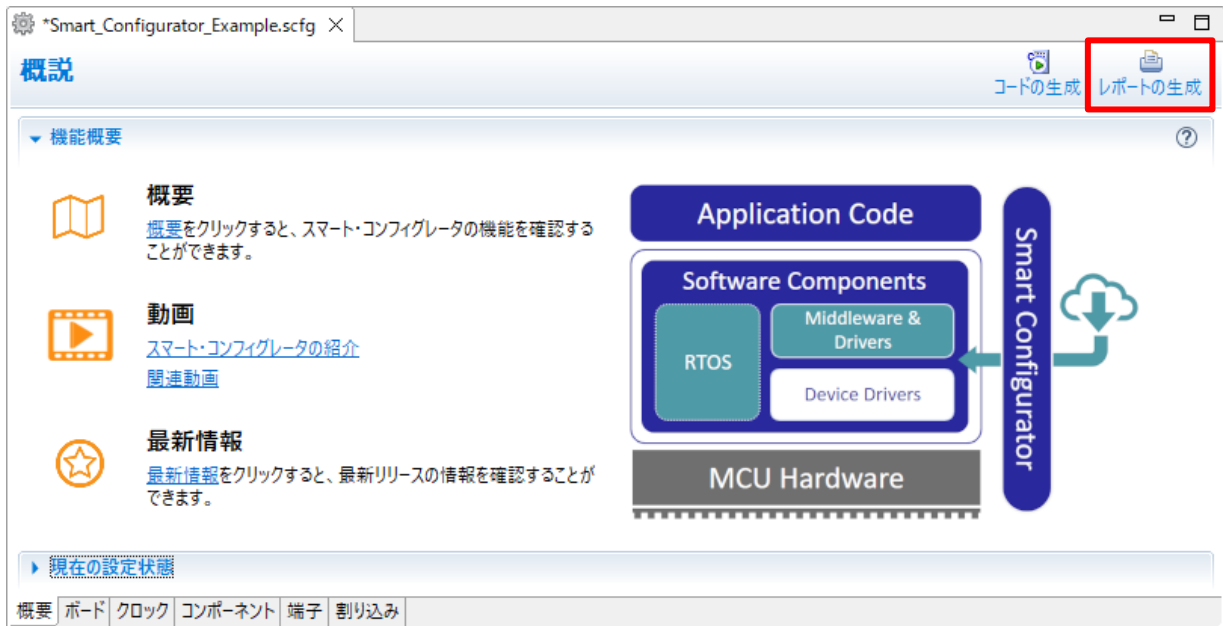 *Smart_Configurator_Example.scfg
概説
コードの生成
レポートの生成
機能概要
概要
概要をクリックすると、スマート・コンフィグレータの機能を確認する
ことができます。
動画
スマート・コンフィグレータの紹介
関連動画
最新情報
最新情報をクリックすると、最新リリースの情報を確認することが
できます。
Application Code
Software Components
RTOS
Middleware &
Drivers
Device Drivers
MCU Hardware
Smart Configurator
現在の設定状態
概要 ボード クロック コンポーネント 端子 割り込み